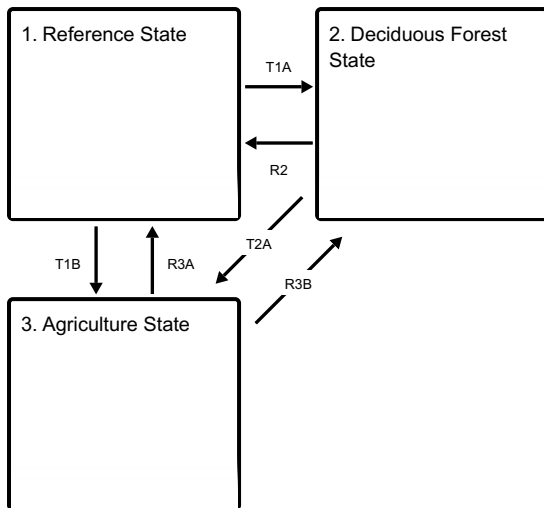 1. Reference State
2. Deciduous Forest
State
T1A
R2
T1B
R3A
T2A
R3B
3. Agriculture State